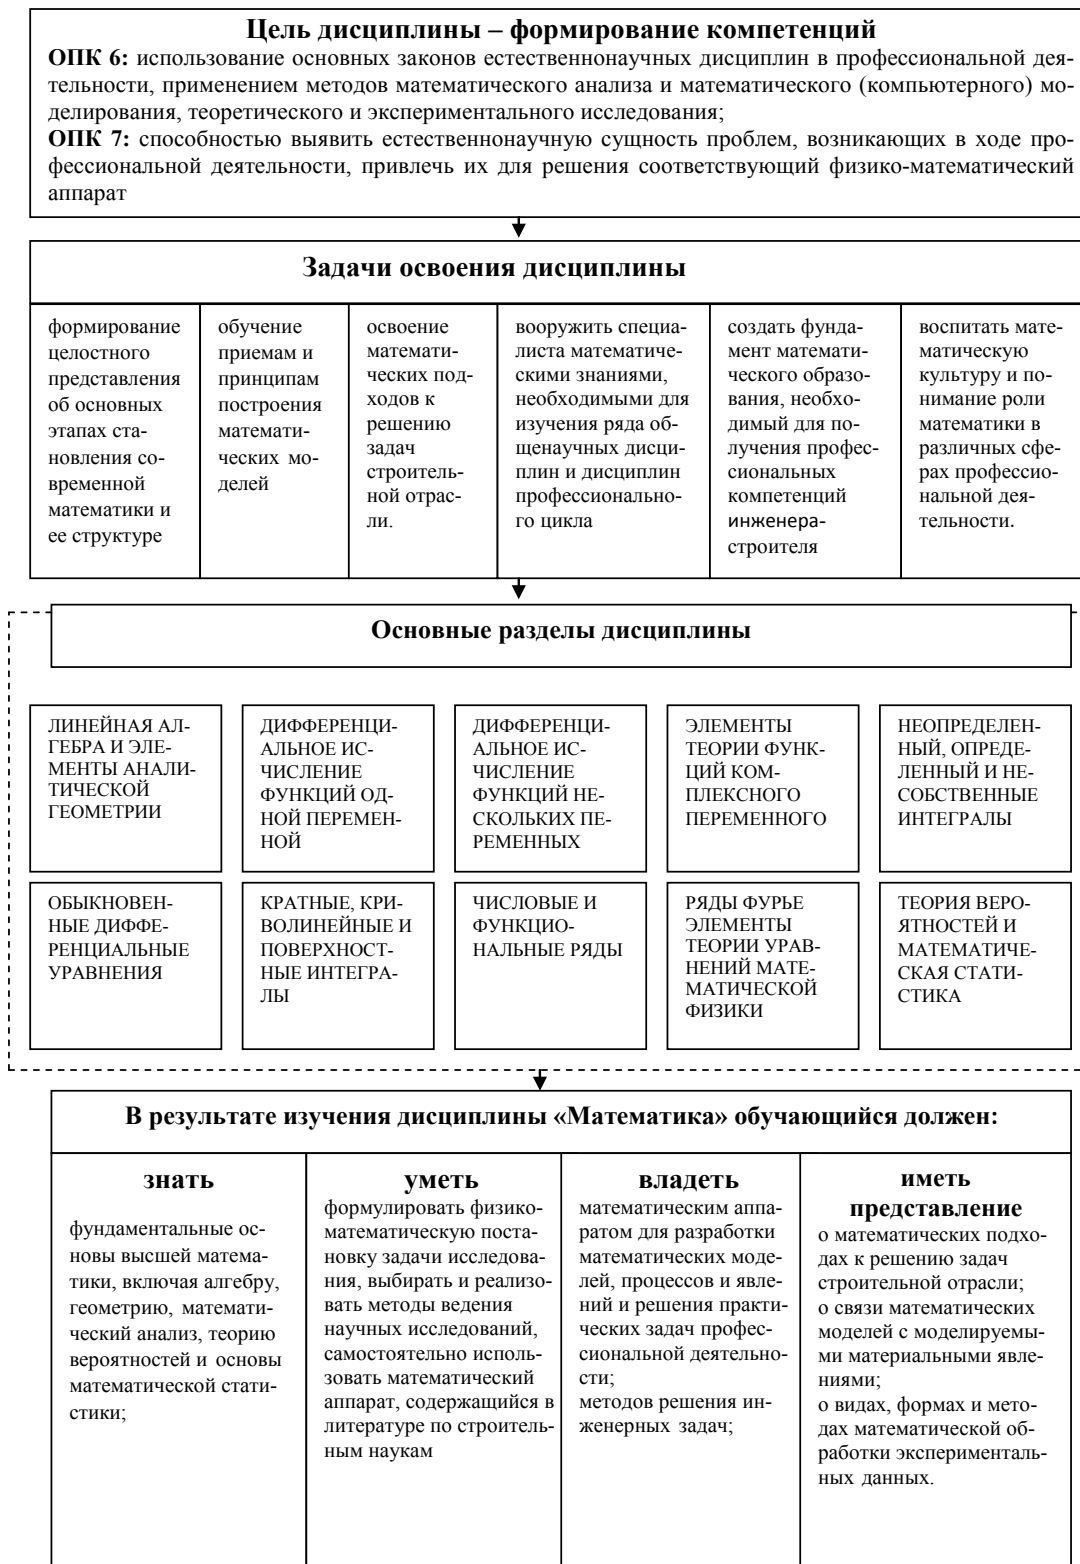 Цель дисциплины – формирование компетенций
ОПК 6: использование основных законов естественнонаучных дисциплин в профессиональной дея-
тельности, применением методов математического анализа и математического (компьютерного) мо-
делирования, теоретического и экспериментального исследования;
ОПК 7: способностью выявить естественнонаучную сущность проблем, возникающих в ходе про-
фессиональной деятельности, привлечь их для решения соответствующий физико-математический
аппарат
Задачи освоения дисциплины
формирование
целостного
представления
об основных
этапах ста-
новления со-
временной
математики и
ее структуре
обучение
приемам и
принципам
построения
математи-
ческих мо-
делей
освоение
математи-
ческих под-
ходов к
решению
задач
строитель-
ной отрас-
ли.
вооружить специа-
листа математиче-
скими знаниями,
необходимыми для
изучения ряда об-
щенаучных дисци-
плин и дисциплин
профессионально-
го цикла
создать фунда-
мент математи-
ческого образо-
вания, необхо-
димый для по-
лучения профес-
сиональных
компетенций
инженера-
строителя
воспитать мате-
матическую
культуру и по-
нимание роли
математики в
различных сфе-
рах профессио-
нальной дея-
тельности.
Основные разделы дисциплины
ЛИНЕЙНАЯ АЛ-
ГЕБРА И ЭЛЕ-
МЕНТЫ АНАЛИ-
ТИЧЕСКОЙ
ГЕОМЕТРИИ
ДИФФЕРЕНЦИ-
АЛЬНОЕ ИС-
ЧИСЛЕНИЕ
ФУНКЦИЙ ОД-
НОЙ ПЕРЕМЕН-
НОЙ
ДИФФЕРЕНЦИ-
АЛЬНОЕ ИС-
ЧИСЛЕНИЕ
ФУНКЦИЙ НЕ-
СКОЛЬКИХ ПЕ-
РЕМЕННЫХ
ЭЛЕМЕНТЫ
ТЕОРИИ ФУНК-
ЦИЙ КОМ-
ПЛЕКСНОГО
ПЕРЕМЕННОГО
НЕОПРЕДЕЛЕН-
НЫЙ, ОПРЕДЕ-
ЛЕННЫЙ И НЕ-
СОБСТВЕННЫЕ
ИНТЕГРАЛЫ
ОБЫКНОВЕН-
НЫЕ ДИФФЕ-
РЕНЦИАЛЬНЫЕ
УРАВНЕНИЯ
КРАТНЫЕ, КРИ-
ВОЛИНЕЙНЫЕ И
ПОВЕРХНОСТ-
НЫЕ ИНТЕГРА-
ЛЫ
ЧИСЛОВЫЕ И
ФУНКЦИО-
НАЛЬНЫЕ РЯДЫ
РЯДЫ ФУРЬЕ
ЭЛЕМЕНТЫ
ТЕОРИИ УРАВ-
НЕНИЙ МАТЕ-
МАТИЧЕСКОЙ
ФИЗИКИ
ТЕОРИЯ ВЕРО-
ЯТНОСТЕЙ И
МАТЕМАТИЧЕ-
СКАЯ СТАТИ-
СТИКА
В результате изучения дисциплины «Математика» обучающийся должен:
знать
фундаментальные ос-
новы высшей матема-
тики, включая алгебру,
геометрию, математи-
ческий анализ, теорию
вероятностей и основы
математической стати-
стики;
уметь
формулировать физико-
математическую поста-
новку задачи исследова-
ния, выбирать и реализо-
вать методы ведения
научных исследований,
самостоятельно исполь-
зовать математический
аппарат, содержащийся в
литературе по строитель-
ным наукам
владеть
математическим аппа-
ратом для разработки
математических моде-
лей, процессов и явле-
ний и решения практи-
ческих задач профес-
сиональной деятельно-
сти;
методов решения ин-
женерных задач;
иметь
представление
о математических подхо-
дах к решению задач
строительной отрасли;
о связи математических
моделей с моделируемы-
ми материальными явле-
ниями;
о видах, формах и мето-
дах математической об-
работки эксперименталь-
ных данных.